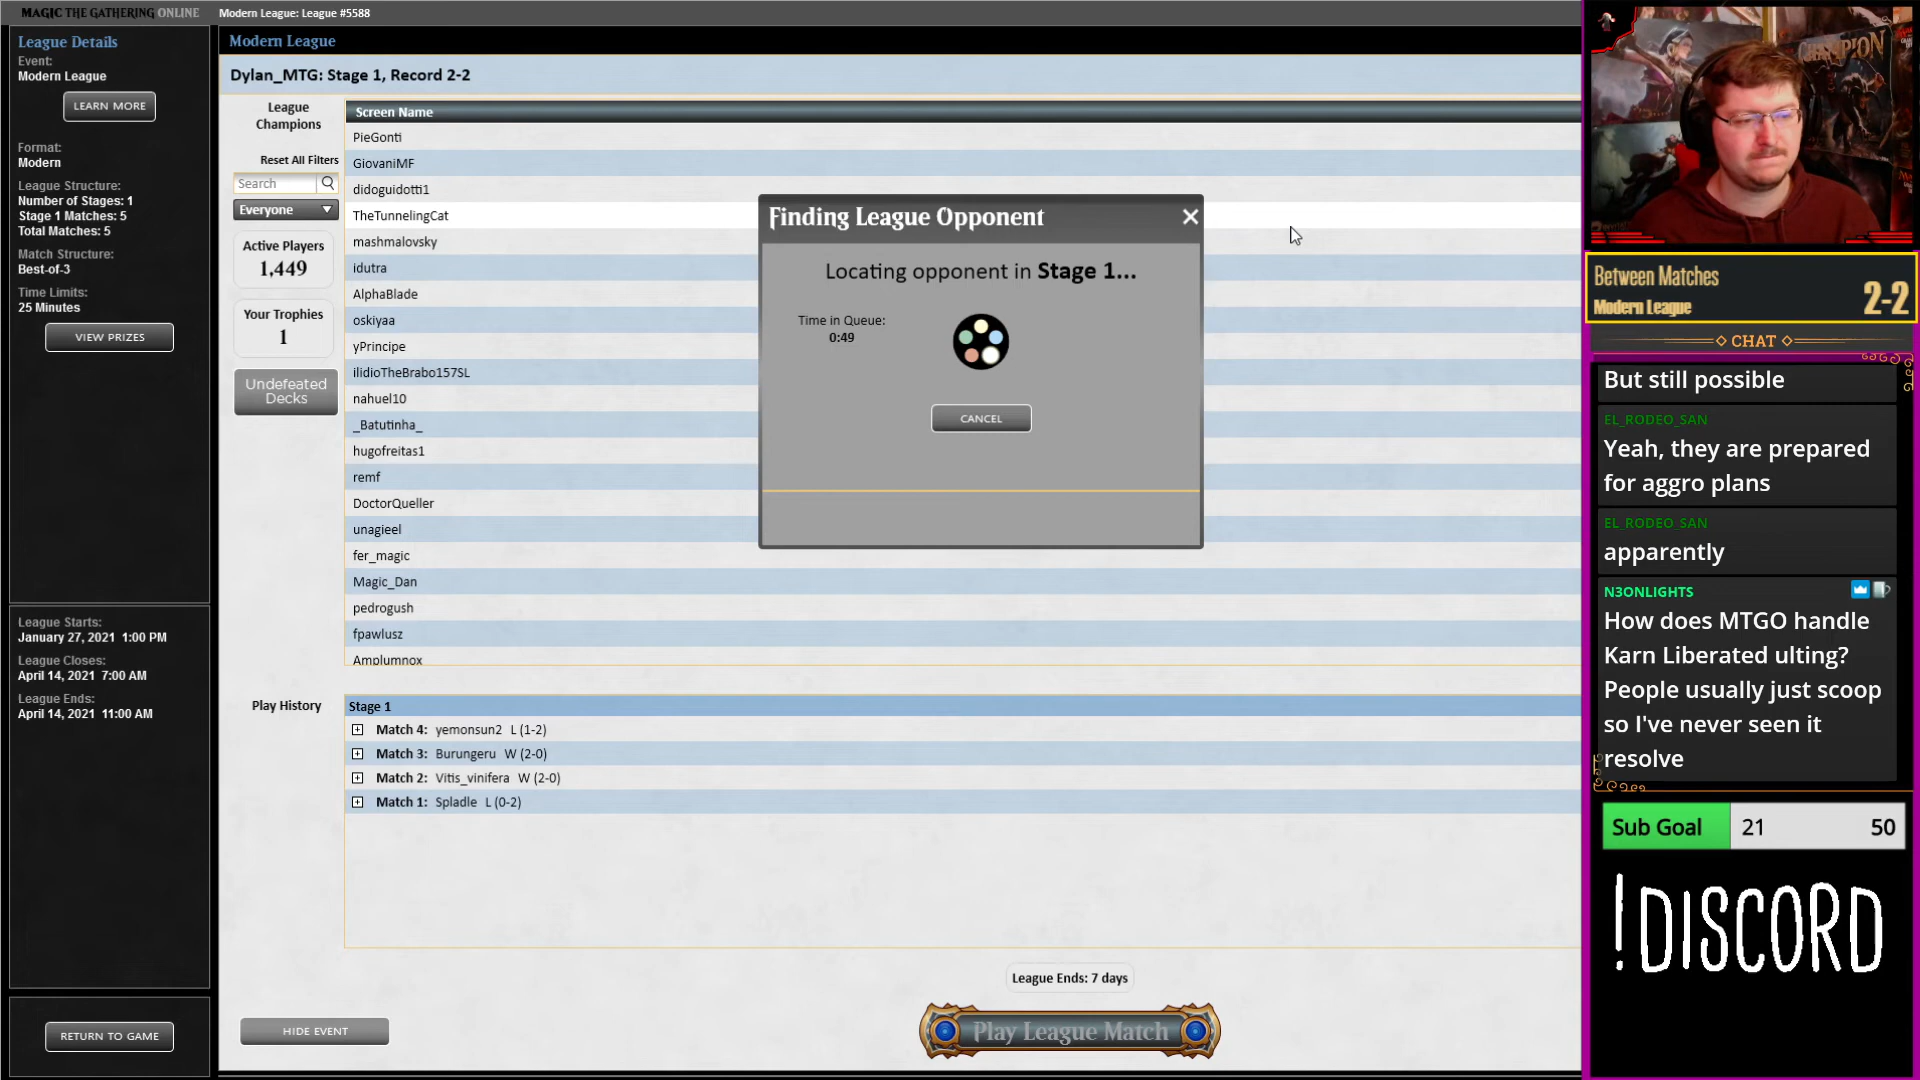 MAGIC THE GATHERING ONLINE
Modern League: League #5588
League Details
Event:
Modern League
LEARN MORE
Format:
Modern
League Structure:
Number of Stages: 1
Stage 1 Matches: 5
Total Matches: 5
Match Structure:
Best-of-3
Time Limits:
25 Minutes
VIEW PRIZES
League Starts:
January 27, 2021 1:00 PM
League Closes:
April 14, 2021 7:00 AM
League Ends:
April 14, 2021 11:00 AM
RETURN TO GAME
Modern League
Dylan_MTG: Stage 1, Record 2-2
League
Champions
Reset All Filters
Search
Everyone
Active Players
1,449
Your Trophies
1
Undefeated
Decks
Screen Name
PieGonti
GiovaniMF
didoguidotti1
TheTunnelingCat
mashmalovsky
idutra
AlphaBlade
oskiyaa
yPrincipe
ilidioTheBrabo157SL
nahuel10
_Batutinha_
hugofreitas1
remf
DoctorQueller
unagieel
fer_magic
Magic_Dan
pedrogush
fpawlusz
Amplumnox
Finding League Opponent
Locating opponent in Stage 1...
Time in Queue:
0:49
CANCEL
Play History
Stage 1
Match 4: yemonsun2 L (1-2)
Match 3: Burungeru W (2-0)
Match 2: Vitis_vinifera W (2-0)
Match 1: Spladle L (0-2)
League Ends: 7 days
HIDE EVENT
Play League Match
CHAMPION
Between Matches
Modern League
2-2
CHAT
But still possible
EL_RODEO_SAN
Yeah, they are prepared
for aggro plans
EL_RODEO_SAN
apparently
N3ONLIGHTS
How does MTGO handle
Karn Liberated ulting?
People usually just scoop
so I've never seen it
resolve
Sub Goal 21 50
!DISCORD